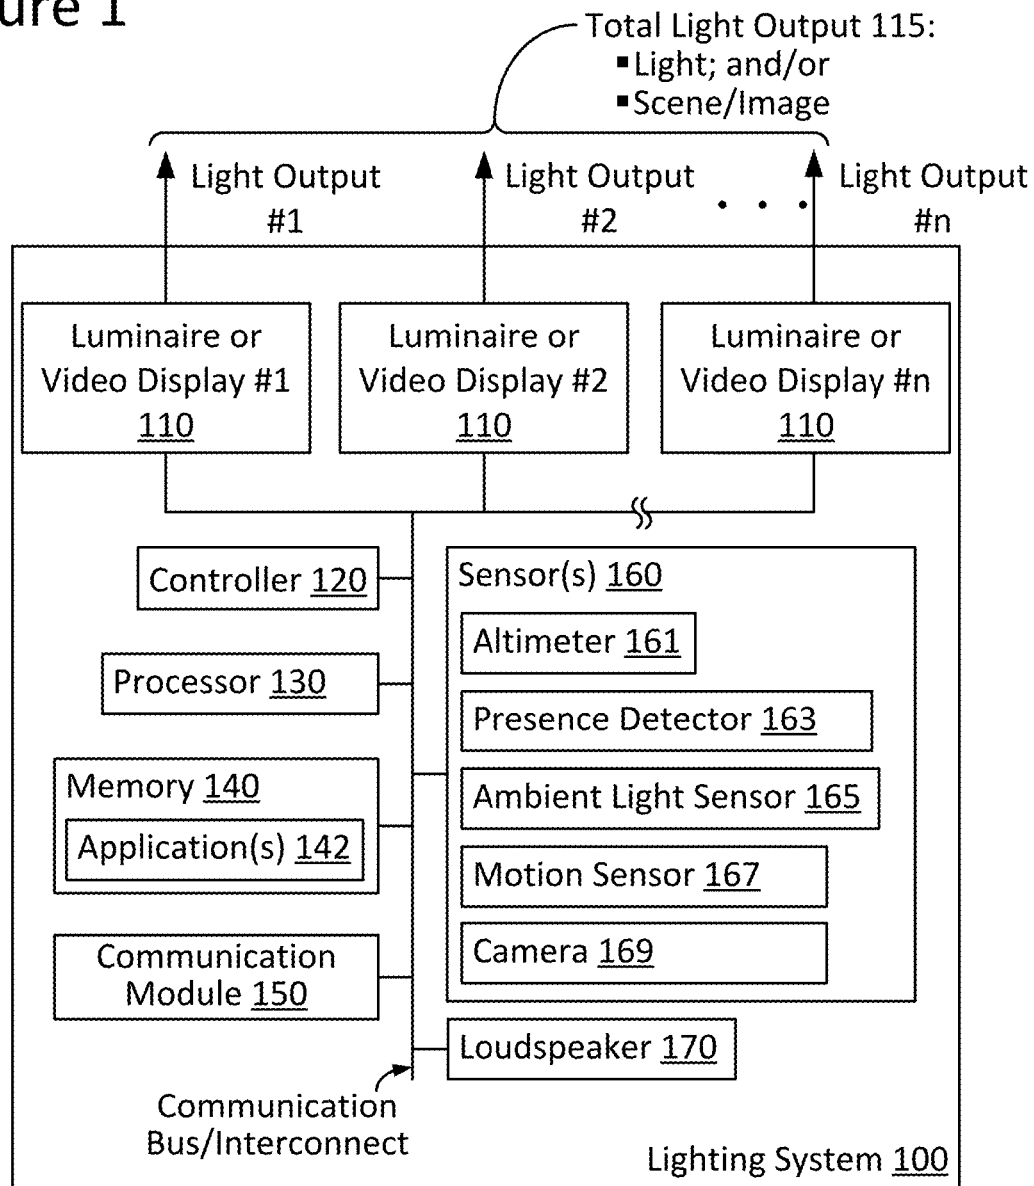 Total Light Output 115:
▪Light; and/or
▪Scene/Image
Light Output
#1
Light Output
#2
. . .
Light Output
#n
Luminaire or
Video Display #1
110
Luminaire or
Video Display #2
110
Luminaire or
Video Display #n
110
Controller 120
Processor 130
Memory 140
Application(s) 142
Communication
Module 150
Sensor(s) 160
Altimeter 161
Presence Detector 163
Ambient Light Sensor 165
Motion Sensor 167
Camera 169
Loudspeaker 170
Communication
Bus/Interconnect
Lighting System 100